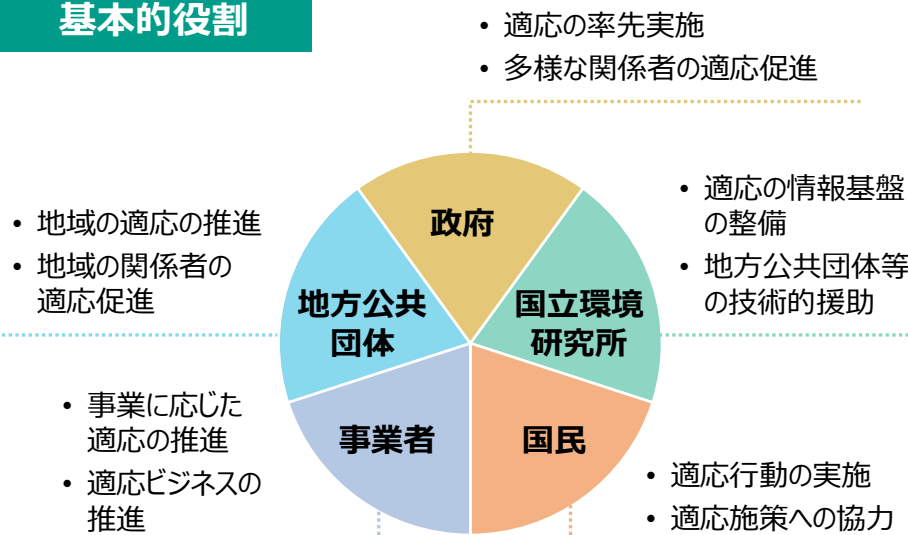 基本的役割
• 適応の率先実施
• 多様な関係者の適応促進
• 地域の適応の推進
• 地域の関係者の
適応促進
• 適応の情報基盤
の整備
• 地方公共団体等
の技術的援助
政府
地方公共
団体
国立環境
研究所
事業者
国民
• 事業に応じた
適応の推進
• 適応ビジネスの
推進
• 適応行動の実施
• 適応施策への協力